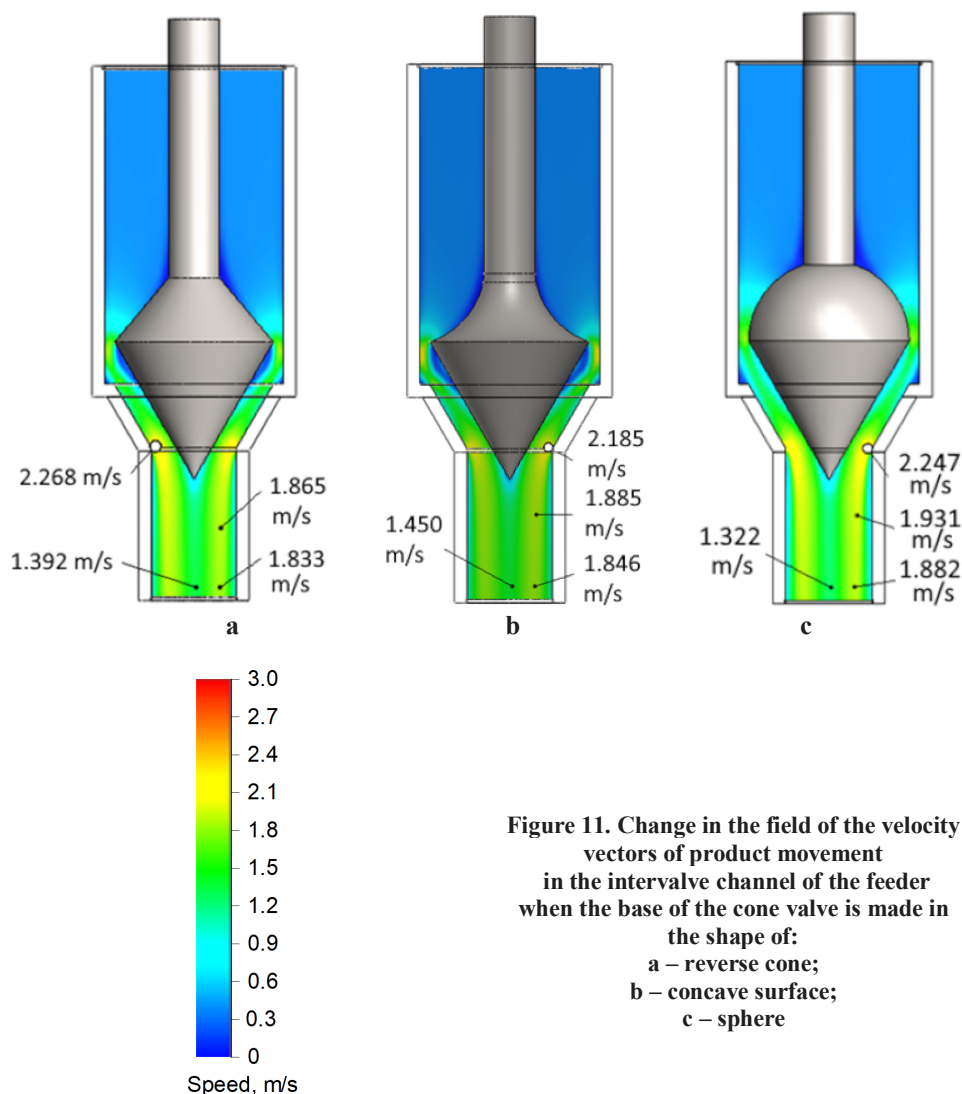 2.268 m/s
1.865
m/s
1.392 m/s
1.833
m/s
a
2.185
m/s
1.885
m/s
1.450
m/s
1.846
m/s
b
2.247
m/s
1.931
m/s
1.322
m/s
1.882
m/s
c
3.0
2.7
2.4
2.1
1.8
1.5
1.2
0.9
0.6
0.3
0
Speed, m/s
Figure 11. Change in the field of the velocity
vectors of product movement
in the intervalve channel of the feeder
when the base of the cone valve is made in
the shape of:
a – reverse cone;
b – concave surface;
c – sphere